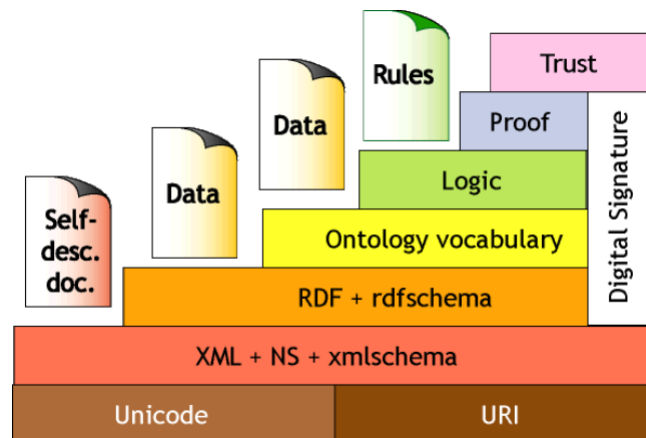 Rules
Trust
Data
Proof
Data
Logic
Self-
desc.
doc.
Ontology vocabulary
Digital Signature
RDF + rdfschema
XML + NS + xmlschema
Unicode
URI